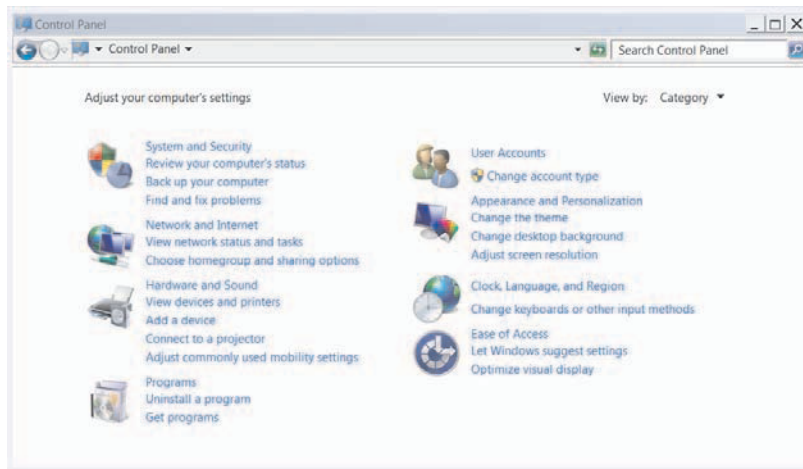 Control Panel
Control Panel
Search Control Panel
Adjust your computer's settings
View by: Category
System and Security
Review your computer's status
Back up your computer
Find and fix problems
Network and Internet
View network status and tasks
Choose homegroup and sharing options
Hardware and Sound
View devices and printers
Add a device
Connect to a projector
Adjust commonly used mobility settings
Programs
Uninstall a program
Get programs
User Accounts
Change account type
Appearance and Personalization
Change the theme
Change desktop background
Adjust screen resolution
Clock, Language, and Region
Change keyboards or other input methods
Ease of Access
Let Windows suggest settings
Optimize visual display